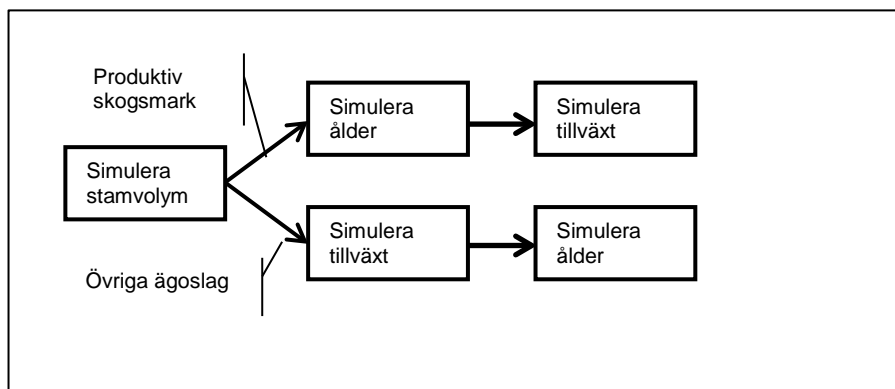 Produktiv
skogsmark
Simulera
stamvolym
Övriga ägoslag
Simulera
ålder
Simulera
tillväxt
Simulera
tillväxt
Simulera
ålder